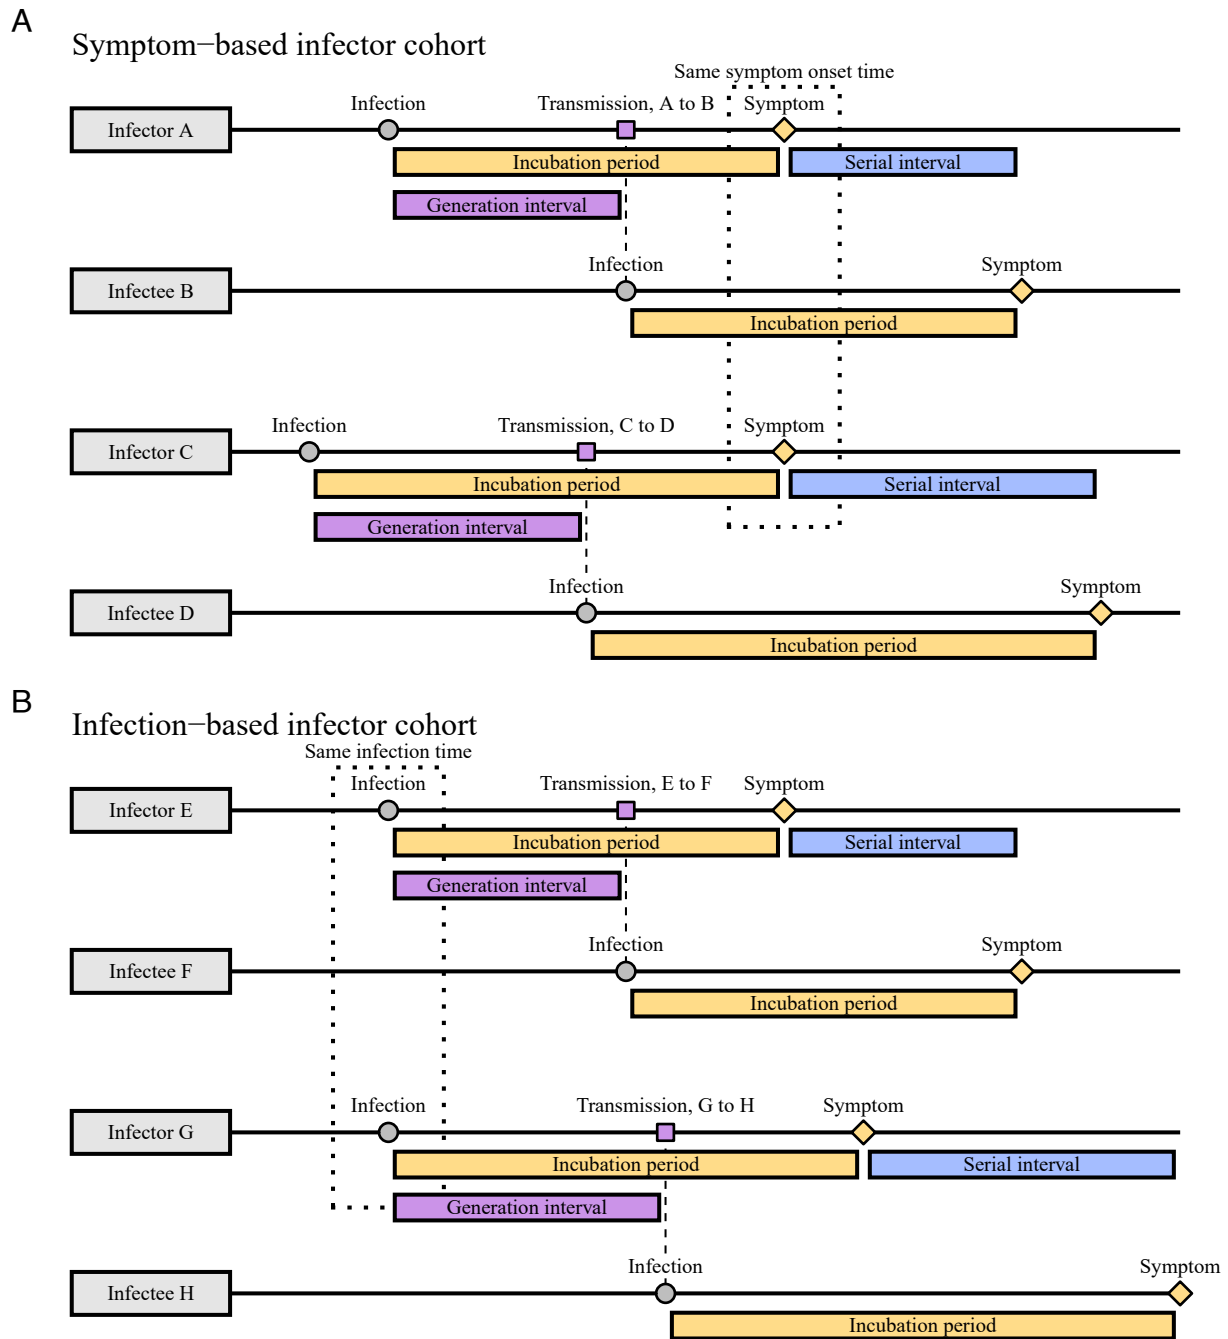 A
Symptom−based infector cohort
Same symptom onset time
Infection
Transmission, A to B
Symptom
Infector A
Incubation period
Serial interval
Generation interval
Infection
Symptom
Infectee B
Incubation period
Infection
Transmission, C to D
Symptom
Infector C
Incubation period
Serial interval
Generation interval
Infection
Symptom
Infectee D
Incubation period
B
Infection−based infector cohort
Same infection time
Infection
Transmission, E to F
Symptom
Infector E
Incubation period
Serial interval
Generation interval
Infection
Symptom
Infectee F
Incubation period
Infection
Transmission, G to H
Symptom
Infector G
Incubation period
Serial interval
Generation interval
Infection
Symptom
Infectee H
Incubation period